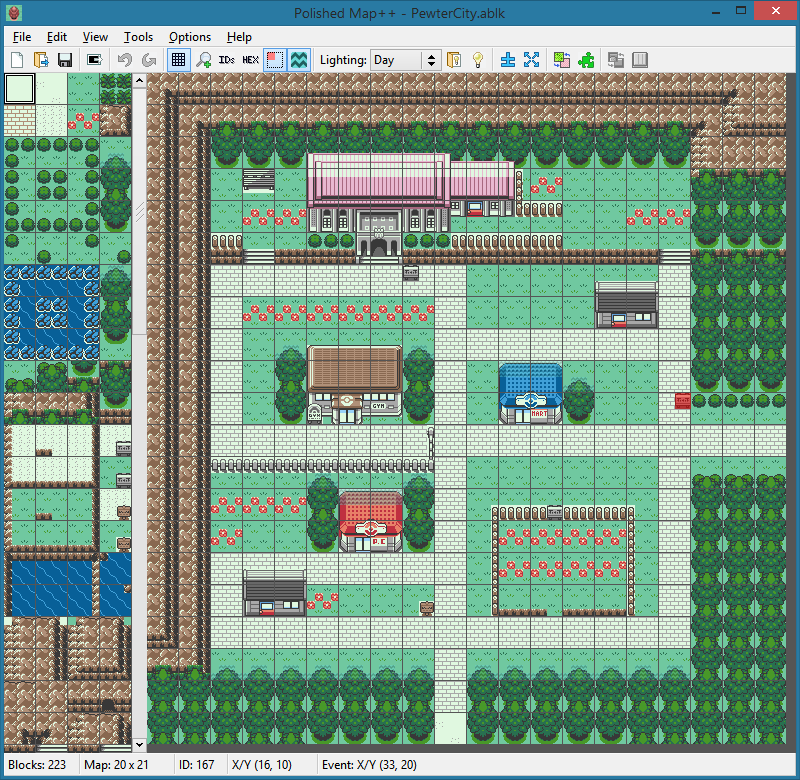 Polished Map++ - PewterCity.ablk
File Edit View Tools Options Help
IDs HEX Lighting: Day
GYM
GYM
MART
P.C
Blocks: 223 Map: 20 x 21 ID: 167 X/Y (16, 10) Event: X/Y (33, 20)